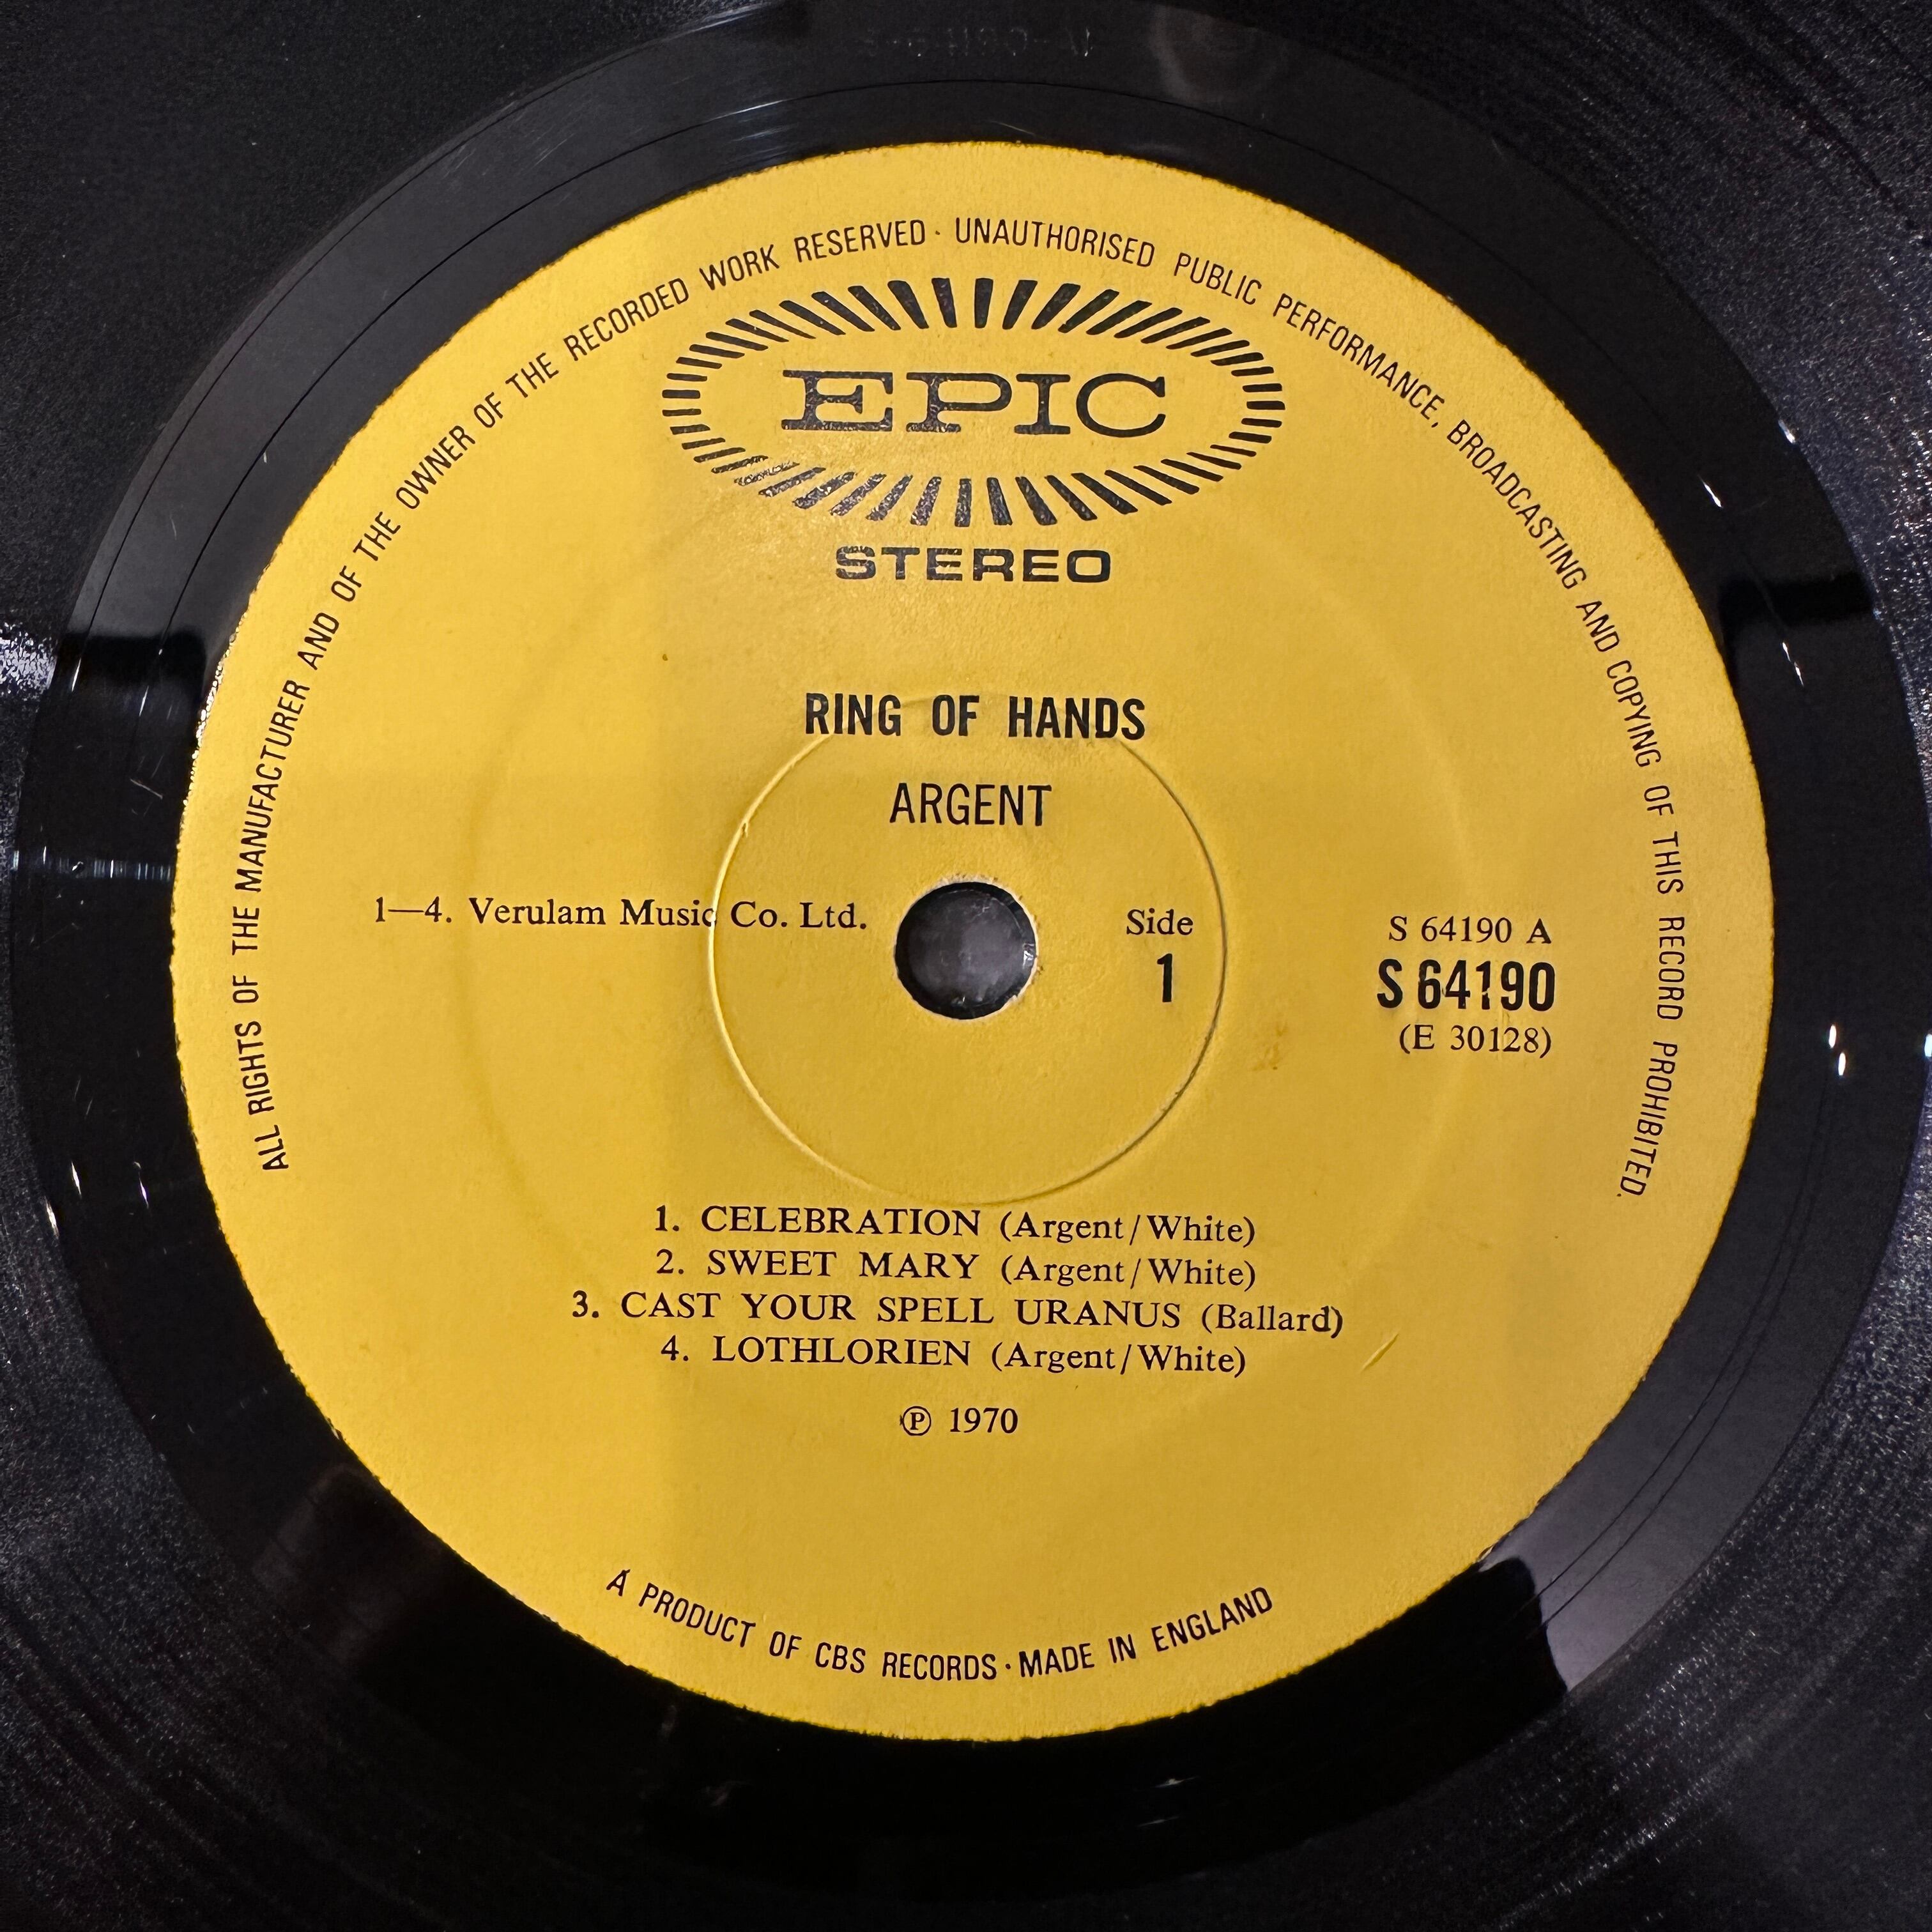 ALL RIGHTS OF THE MANUFACTURER AND OF THE OWNER OF THE RECORDED WORK RESERVED · UNAUTHORISED PUBLIC PERFORMANCE, BROADCASTING AND COPYING OF THIS RECORD PROHIBITED.
EPIC
STEREO
RING OF HANDS
ARGENT
1—4. Verulam Music Co. Ltd.
Side
1
S 64190 A
S 64190
(E 30128)
1. CELEBRATION (Argent/White)
2. SWEET MARY (Argent/White)
3. CAST YOUR SPELL URANUS (Ballard)
4. LOTHLORIEN (Argent/White)
Ⓟ 1970
A PRODUCT OF CBS RECORDS · MADE IN ENGLAND